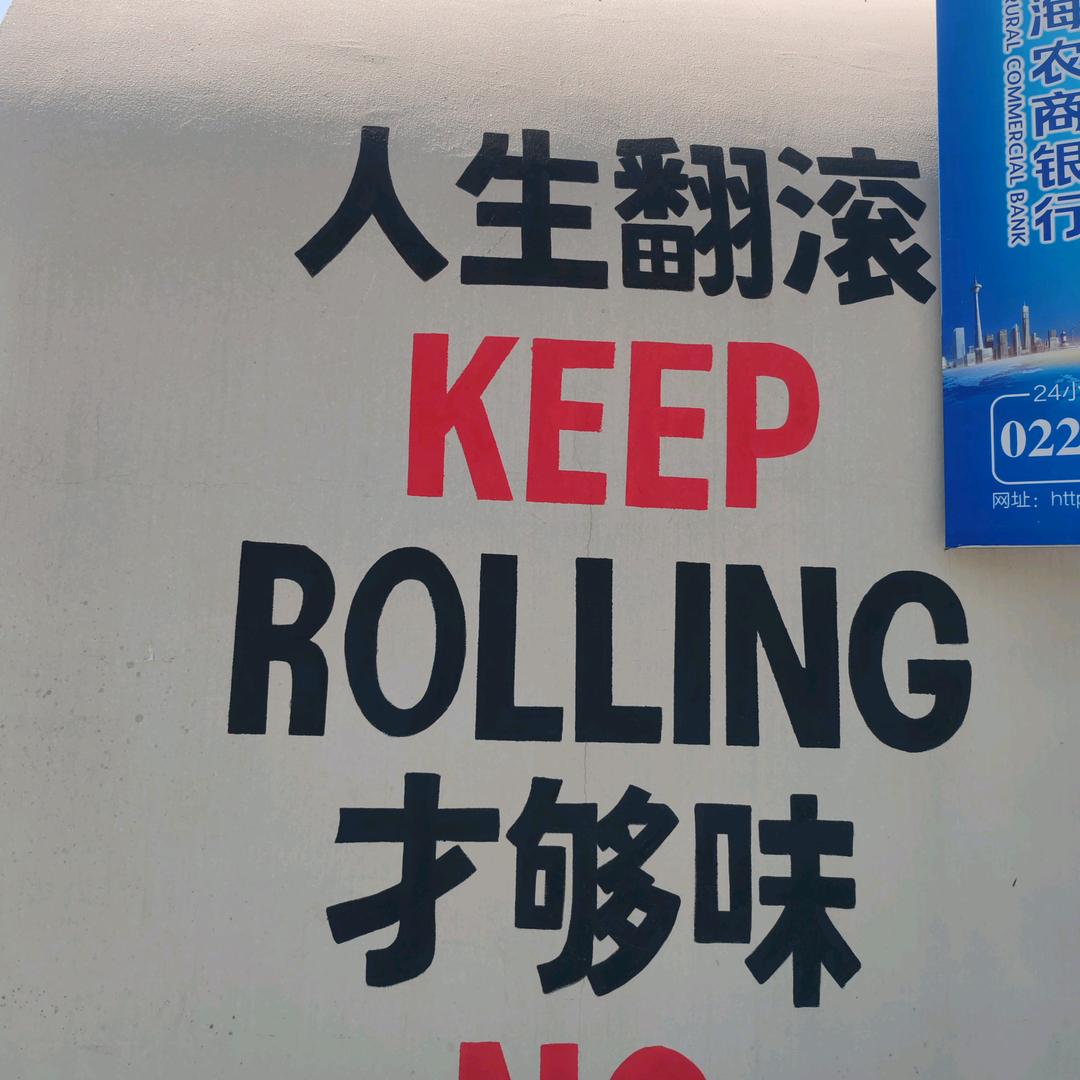 人生翻滚
KEEP
ROLLING
才够味
NO
海农商银行
RURAL COMMERCIAL BANK
24小
022
网址：http